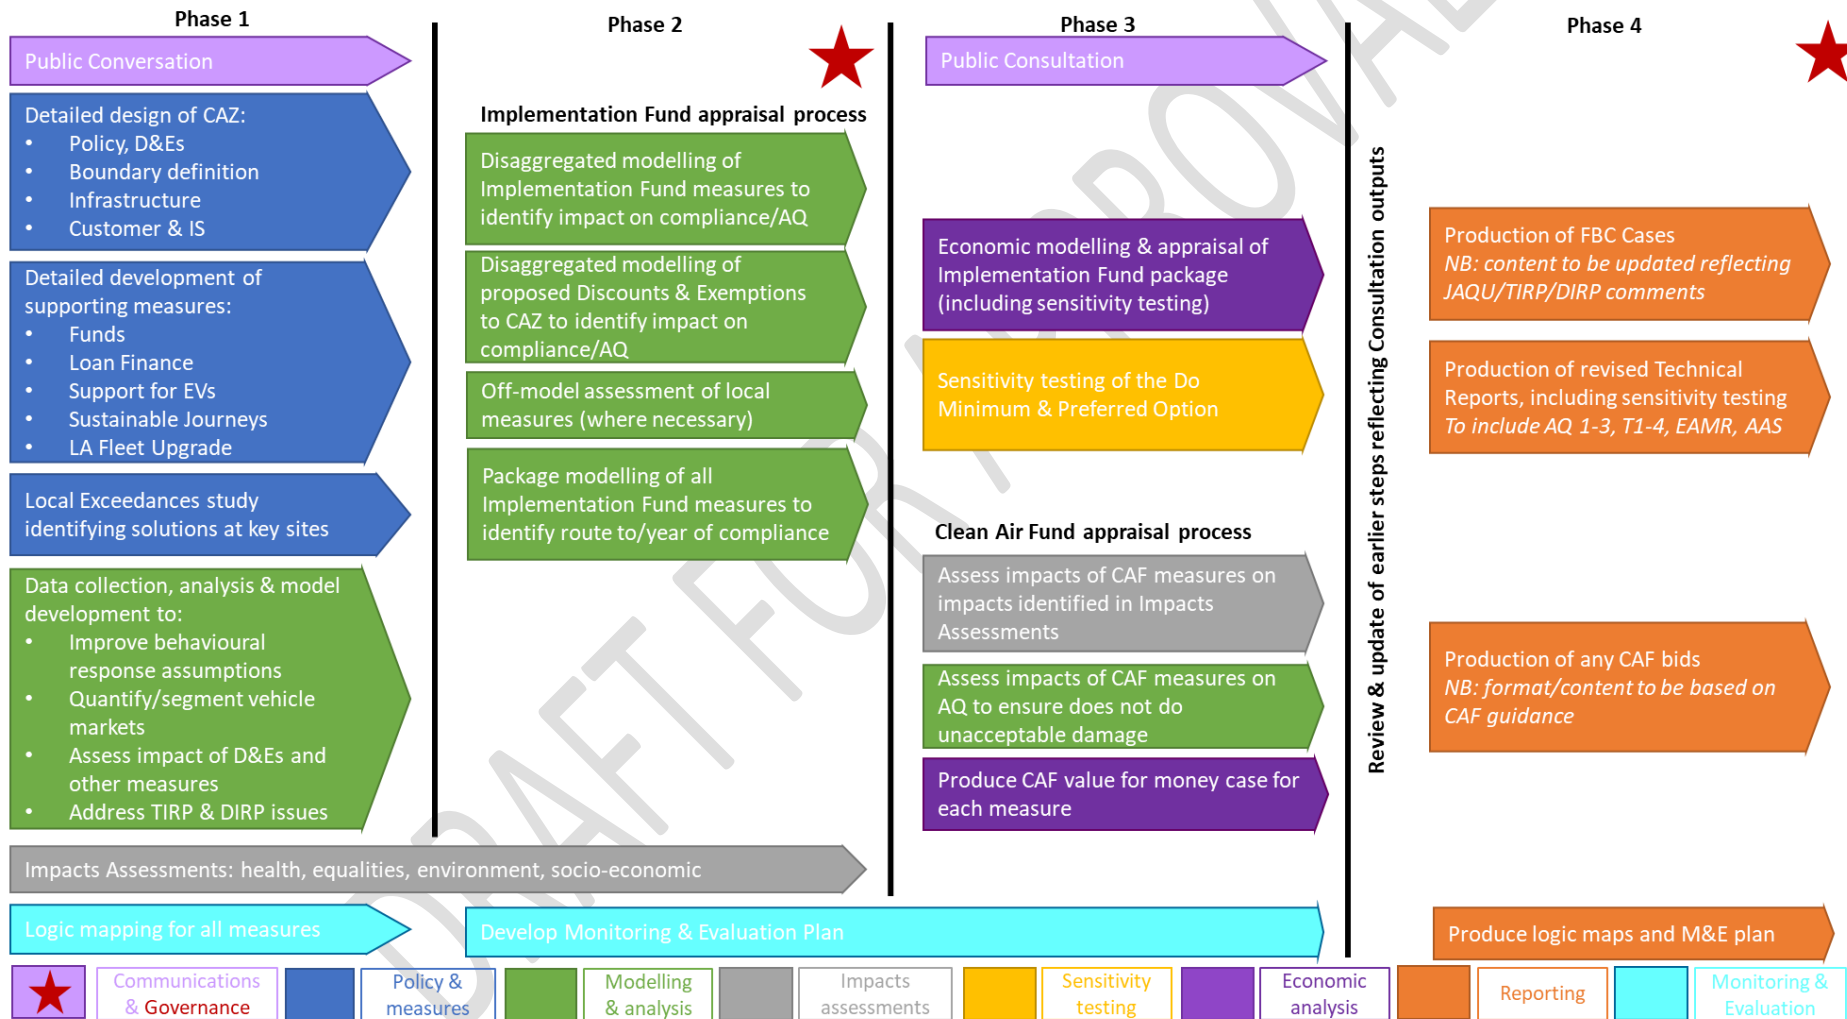 Phase 1
Public Conversation
Detailed design of CAZ:
• Policy, D&Es
• Boundary definition
• Infrastructure
• Customer & IS
Detailed development of
supporting measures:
• Funds
• Loan Finance
• Support for EVs
• Sustainable Journeys
• LA Fleet Upgrade
Local Exceedances study
identifying solutions at key sites
Data collection, analysis & model
development to:
• Improve behavioural
response assumptions
• Quantify/segment vehicle
markets
• Assess impact of D&Es and
other measures
• Address TIRP & DIRP issues
Phase 2
Implementation Fund appraisal process
Disaggregated modelling of
Implementation Fund measures to
identify impact on compliance/AQ
Disaggregated modelling of
proposed Discounts & Exemptions
to CAZ to identify impact on
compliance/AQ
Off-model assessment of local
measures (where necessary)
Package modelling of all
Implementation Fund measures to
identify route to/year of compliance
Phase 3
Public Consultation
Economic modelling & appraisal of
Implementation Fund package
(including sensitivity testing)
Sensitivity testing of the Do
Minimum & Preferred Option
Clean Air Fund appraisal process
Assess impacts of CAF measures on
impacts identified in Impacts
Assessments
Assess impacts of CAF measures on
AQ to ensure does not do
unacceptable damage
Produce CAF value for money case for
each measure
Review & update of earlier steps reflecting Consultation outputs
Phase 4
Production of FBC Cases
NB: content to be updated reflecting
JAQU/TIRP/DIRP comments
Production of revised Technical
Reports, including sensitivity testing
To include AQ 1-3, T1-4, EAMR, AAS
Production of any CAF bids
NB: format/content to be based on
CAF guidance
Impacts Assessments: health, equalities, environment, socio-economic
Logic mapping for all measures
Develop Monitoring & Evaluation Plan
Produce logic maps and M&E plan
Communications
& Governance
Policy &
measures
Modelling
& analysis
Impacts
assessments
Sensitivity
testing
Economic
analysis
Reporting
Monitoring &
Evaluation
DRAFT FOR APPROVAL